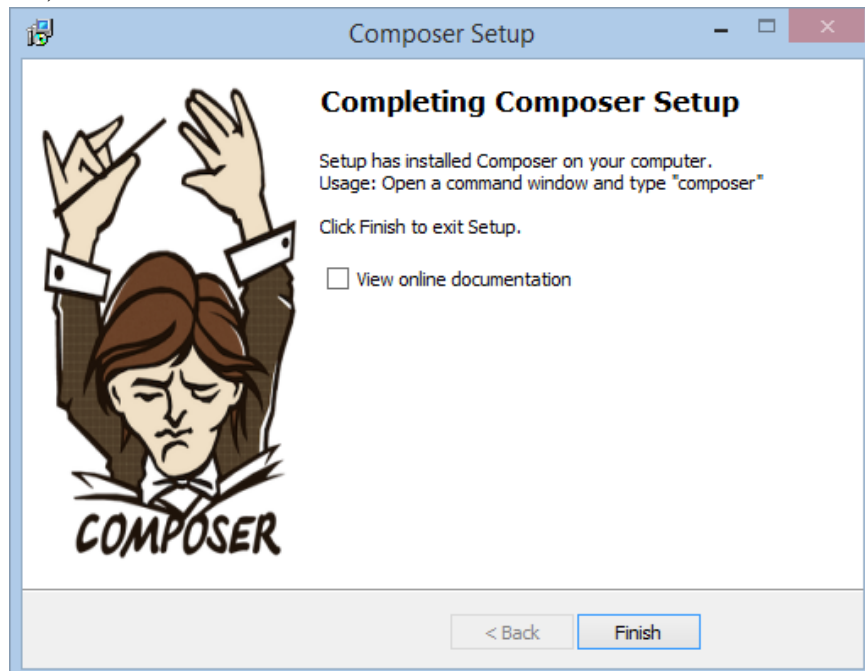 Composer Setup
Completing Composer Setup
Setup has installed Composer on your computer.
Usage: Open a command window and type "composer"
Click Finish to exit Setup.
View online documentation
COMPOSER
< Back
Finish